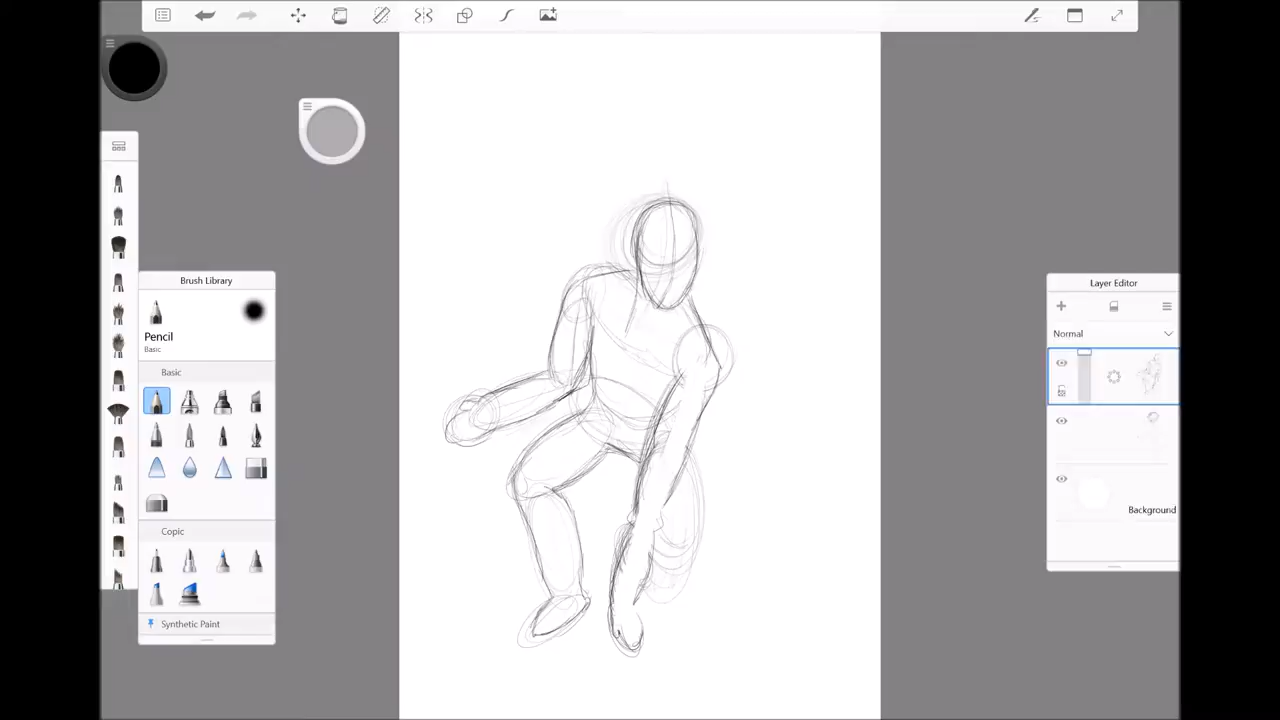 Brush Library
Pencil
Basic
Basic
Copic
Synthetic Paint
Layer Editor
Normal
Background